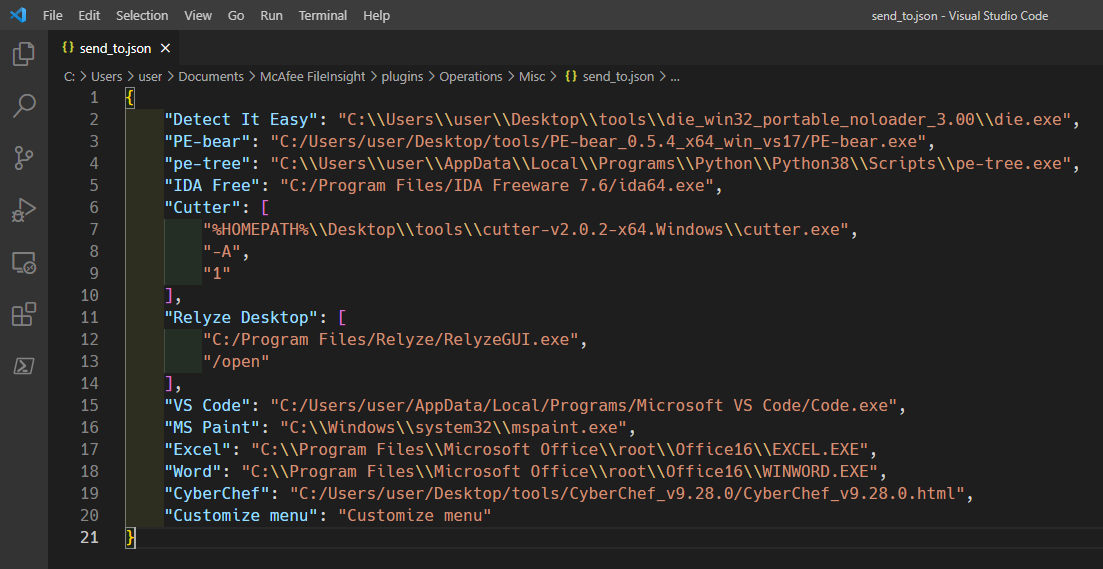 File Edit Selection View Go Run Terminal Help send_to.json - Visual Studio Code
{} send_to.json ×
C: > Users > user > Documents > McAfee FileInsight > plugins > Operations > Misc > {} send_to.json > ...
1 {
2 "Detect It Easy": "C:\\Users\\user\\Desktop\\tools\\die_win32_portable_noloader_3.00\\die.exe",
3 "PE-bear": "C:/Users/user/Desktop/tools/PE-bear_0.5.4_x64_win_vs17/PE-bear.exe",
4 "pe-tree": "C:\\Users\\user\\AppData\\Local\\Programs\\Python\\Python38\\Scripts\\pe-tree.exe",
5 "IDA Free": "C:/Program Files/IDA Freeware 7.6/ida64.exe",
6 "Cutter": [
7 "%HOMEPATH%\\Desktop\\tools\\cutter-v2.0.2-x64.Windows\\cutter.exe",
8 "-A",
9 "1"
10 ],
11 "Relyze Desktop": [
12 "C:/Program Files/Relyze/RelyzeGUI.exe",
13 "/open"
14 ],
15 "VS Code": "C:/Users/user/AppData/Local/Programs/Microsoft VS Code/Code.exe",
16 "MS Paint": "C:\\Windows\\system32\\mspaint.exe",
17 "Excel": "C:\\Program Files\\Microsoft Office\\root\\Office16\\EXCEL.EXE",
18 "Word": "C:\\Program Files\\Microsoft Office\\root\\Office16\\WINWORD.EXE",
19 "CyberChef": "C:/Users/user/Desktop/tools/CyberChef_v9.28.0/CyberChef_v9.28.0.html",
20 "Customize menu": "Customize menu"
21 }